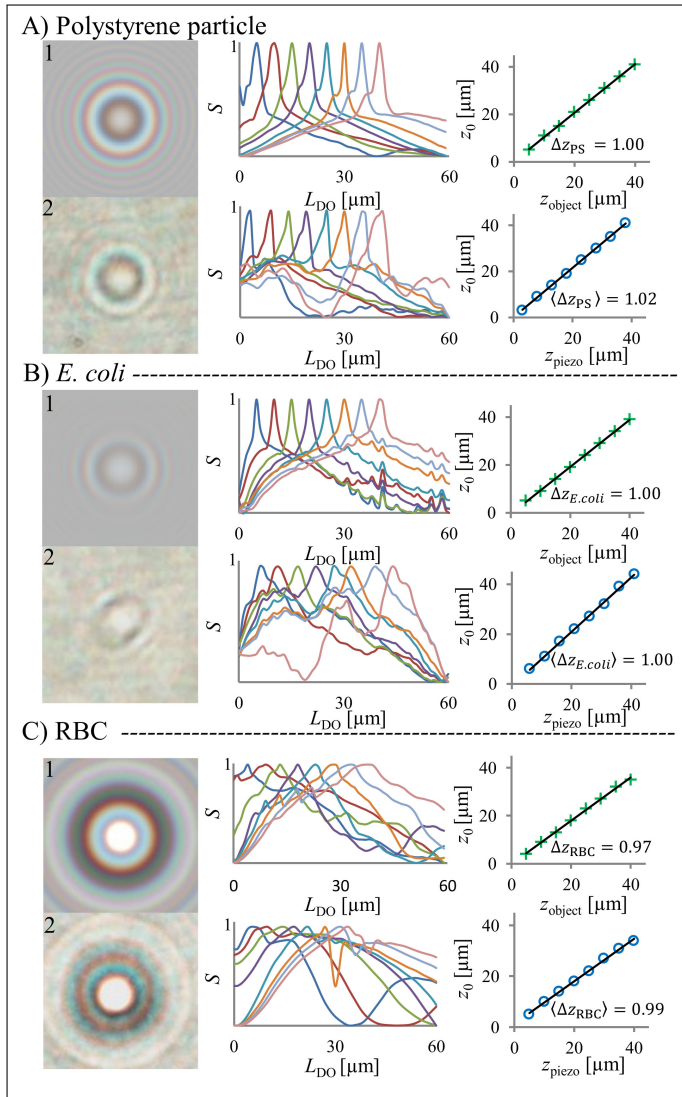 A) Polystyrene particle
1
1
S
0 30 60
L_DO [µm]
40
20
0
z_0 [µm]
Δz_PS = 1.00
0 20 40
z_object [µm]
2
1
S
0 30 60
L_DO [µm]
40
20
0
z_0 [µm]
⟨Δz_PS⟩ = 1.02
0 20 40
z_piezo [µm]
B) E. coli
1
1
S
0 30 60
L_DO [µm]
40
20
0
z_0 [µm]
Δz_E.coli = 1.00
0 20 40
z_object [µm]
2
1
S
0 30 60
L_DO [µm]
40
20
0
z_0 [µm]
⟨Δz_E.coli⟩ = 1.00
0 20 40
z_piezo [µm]
C) RBC
1
1
S
0 30 60
L_DO [µm]
40
20
0
z_0 [µm]
Δz_RBC = 0.97
0 20 40
z_object [µm]
2
1
S
0 30 60
L_DO [µm]
40
20
0
z_0 [µm]
⟨Δz_RBC⟩ = 0.99
0 20 40
z_piezo [µm]